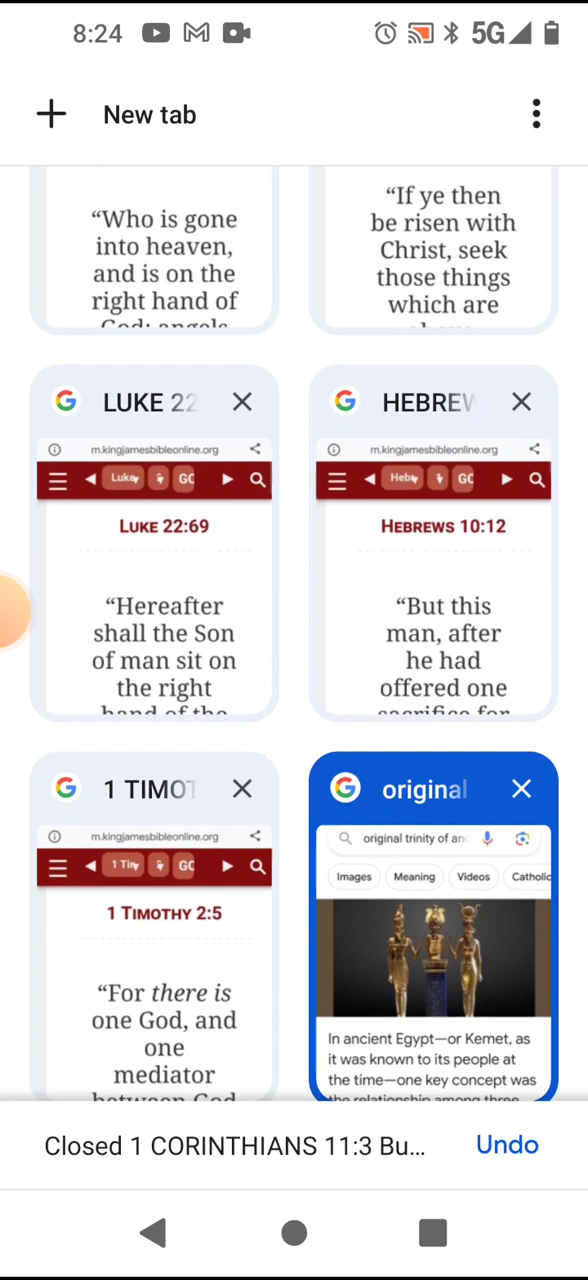 8:24 5G
New tab
“Who is gone
into heaven,
and is on the
right hand of
God: angels
“If ye then
be risen with
Christ, seek
those things
which are
above
LUKE 22
m.kingjamesbibleonline.org
Luke GO
LUKE 22:69
“Hereafter
shall the Son
of man sit on
the right
hand of the
HEBREW
m.kingjamesbibleonline.org
Heb GO
HEBREWS 10:12
“But this
man, after
he had
offered one
sacrifice for
1 TIMOT
m.kingjamesbibleonline.org
1 Tim GO
1 TIMOTHY 2:5
“For there is
one God, and
one
mediator
between God
original
original trinity of an
Images Meaning Videos Catholic
In ancient Egypt—or Kemet, as
it was known to its people at
the time—one key concept was
the relationship among three
Closed 1 CORINTHIANS 11:3 Bu... Undo